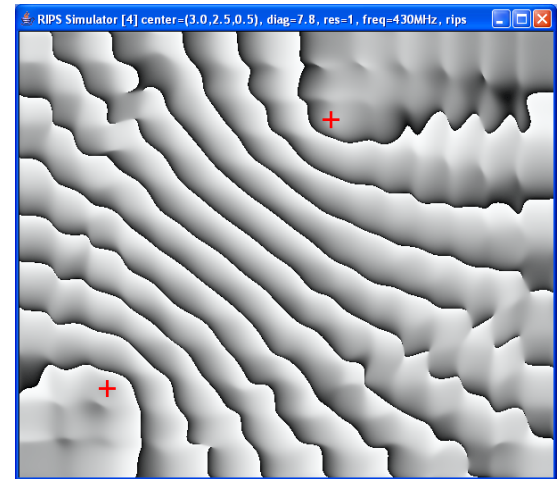 RIPS Simulator [4] center=(3.0,2.5,0.5), diag=7.8, res=1, freq=430MHz, rips